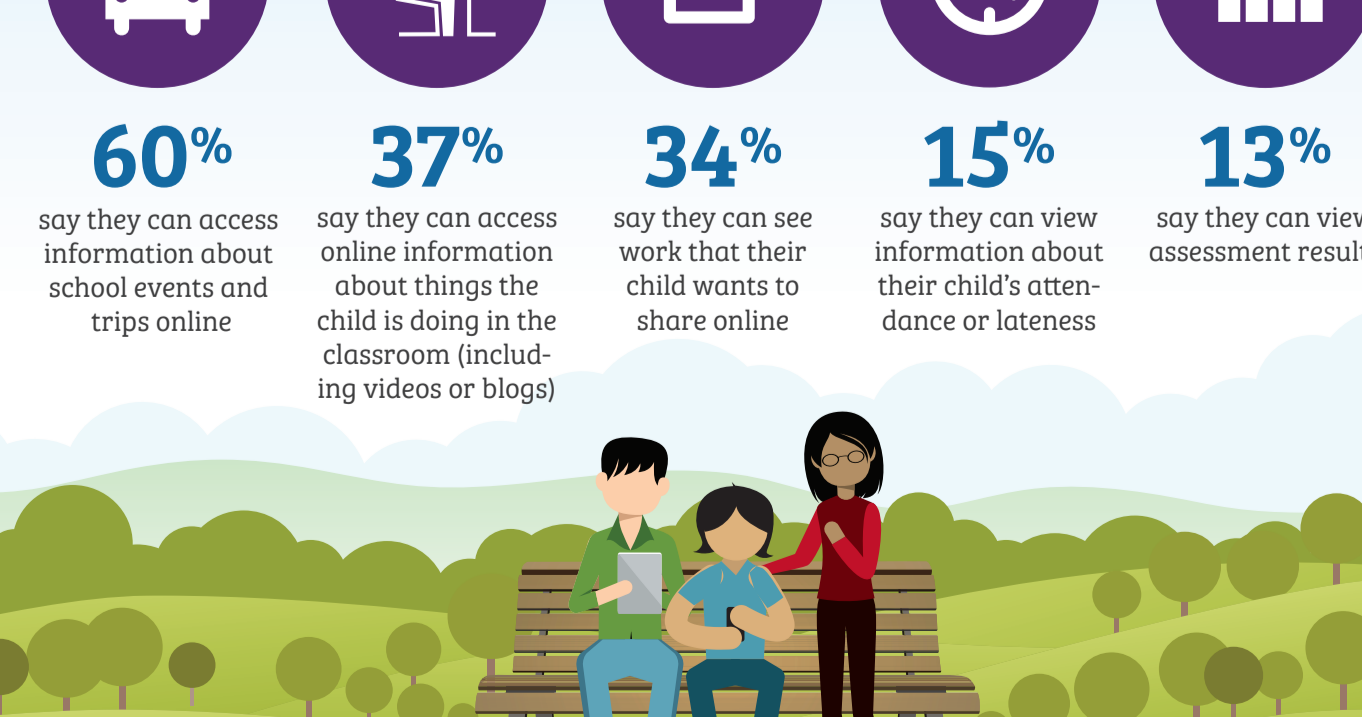 60%
say they can access
information about
school events and
trips online
37%
say they can access
online information
about things the
child is doing in the
classroom (includ-
ing videos or blogs)
34%
say they can see
work that their
child wants to
share online
15%
say they can view
information about
their child's atten-
dance or lateness
13%
say they can view
assessment result